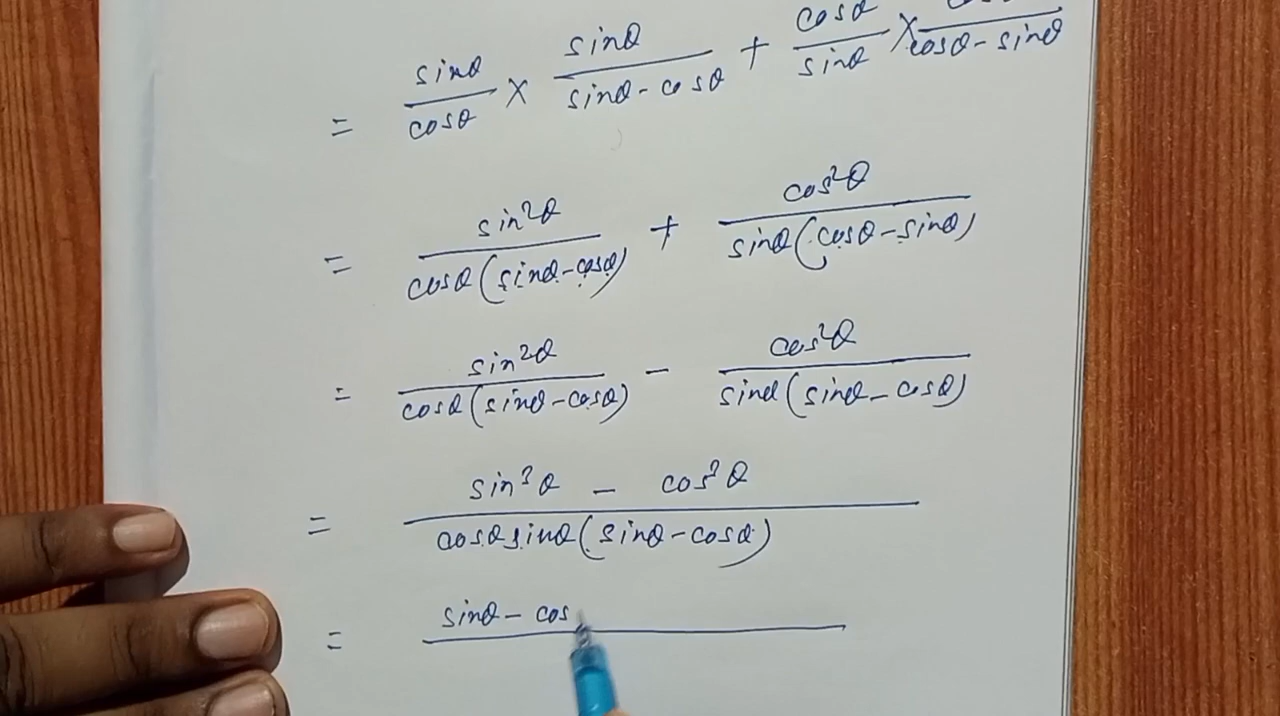 = sinθ/cosθ × sinθ/(sinθ - cosθ) + cosθ/sinθ × /(cosθ - sinθ)
= sin²θ/cosθ(sinθ-cosθ) + cos²θ/sinθ(cosθ-sinθ)
= sin²θ/cosθ(sinθ-cosθ) - cos²θ/sinθ(sinθ-cosθ)
= sin³θ - cos³θ/cosθsinθ(sinθ-cosθ)
= sinθ - cos